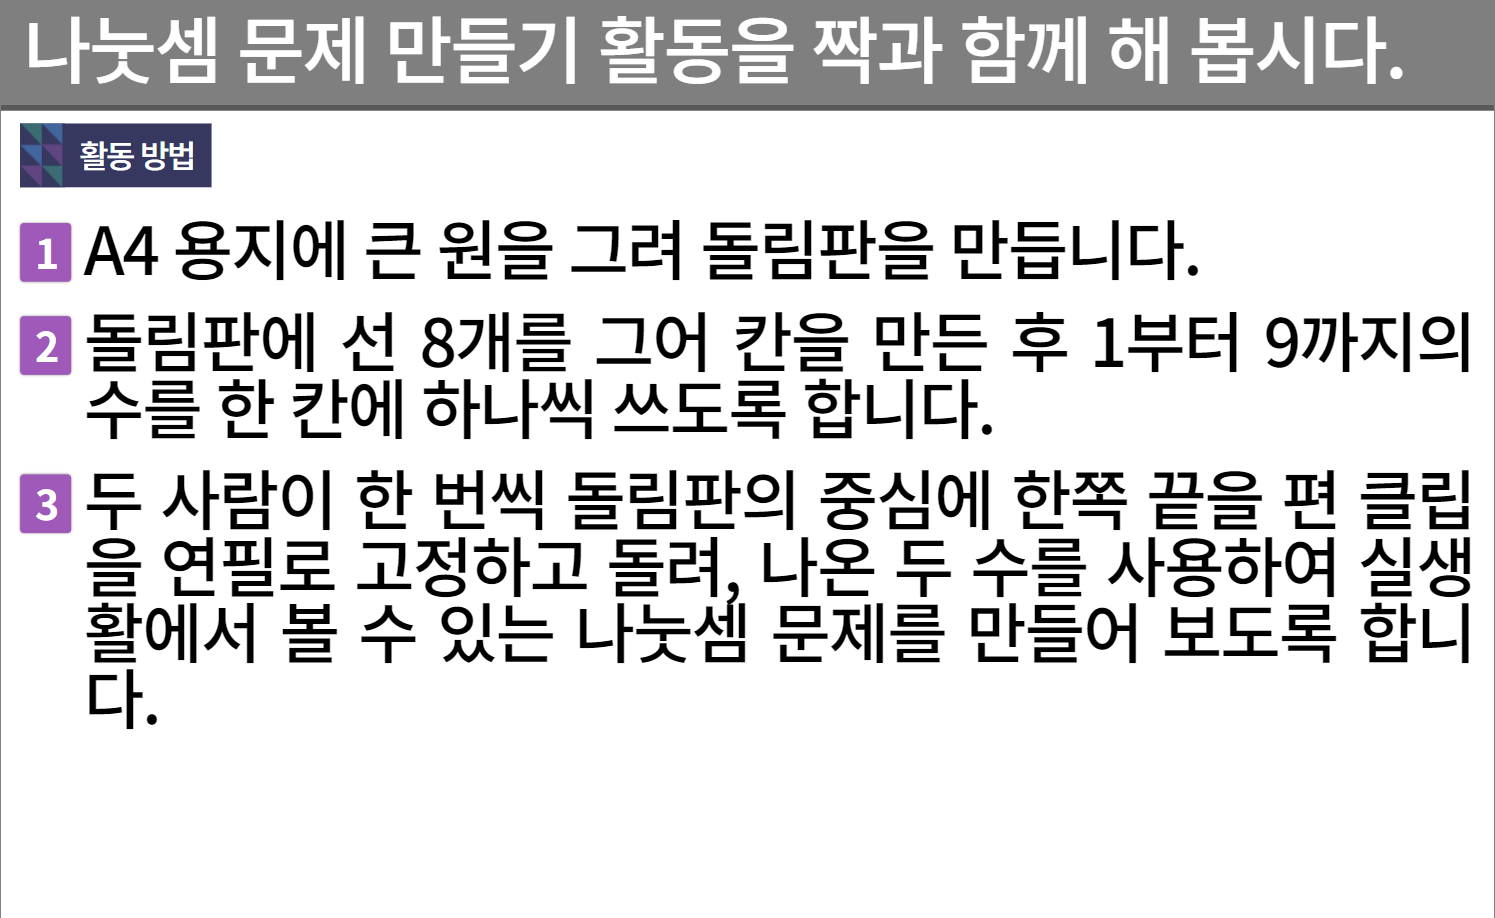 나눗셈 문제 만들기 활동을 짝과 함께 해 봅시다.
활동 방법
1 A4 용지에 큰 원을 그려 돌림판을 만듭니다.
2 돌림판에 선 8개를 그어 칸을 만든 후 1부터 9까지의
수를 한 칸에 하나씩 쓰도록 합니다.
3 두 사람이 한 번씩 돌림판의 중심에 한쪽 끝을 편 클립
을 연필로 고정하고 돌려, 나온 두 수를 사용하여 실생
활에서 볼 수 있는 나눗셈 문제를 만들어 보도록 합니
다.